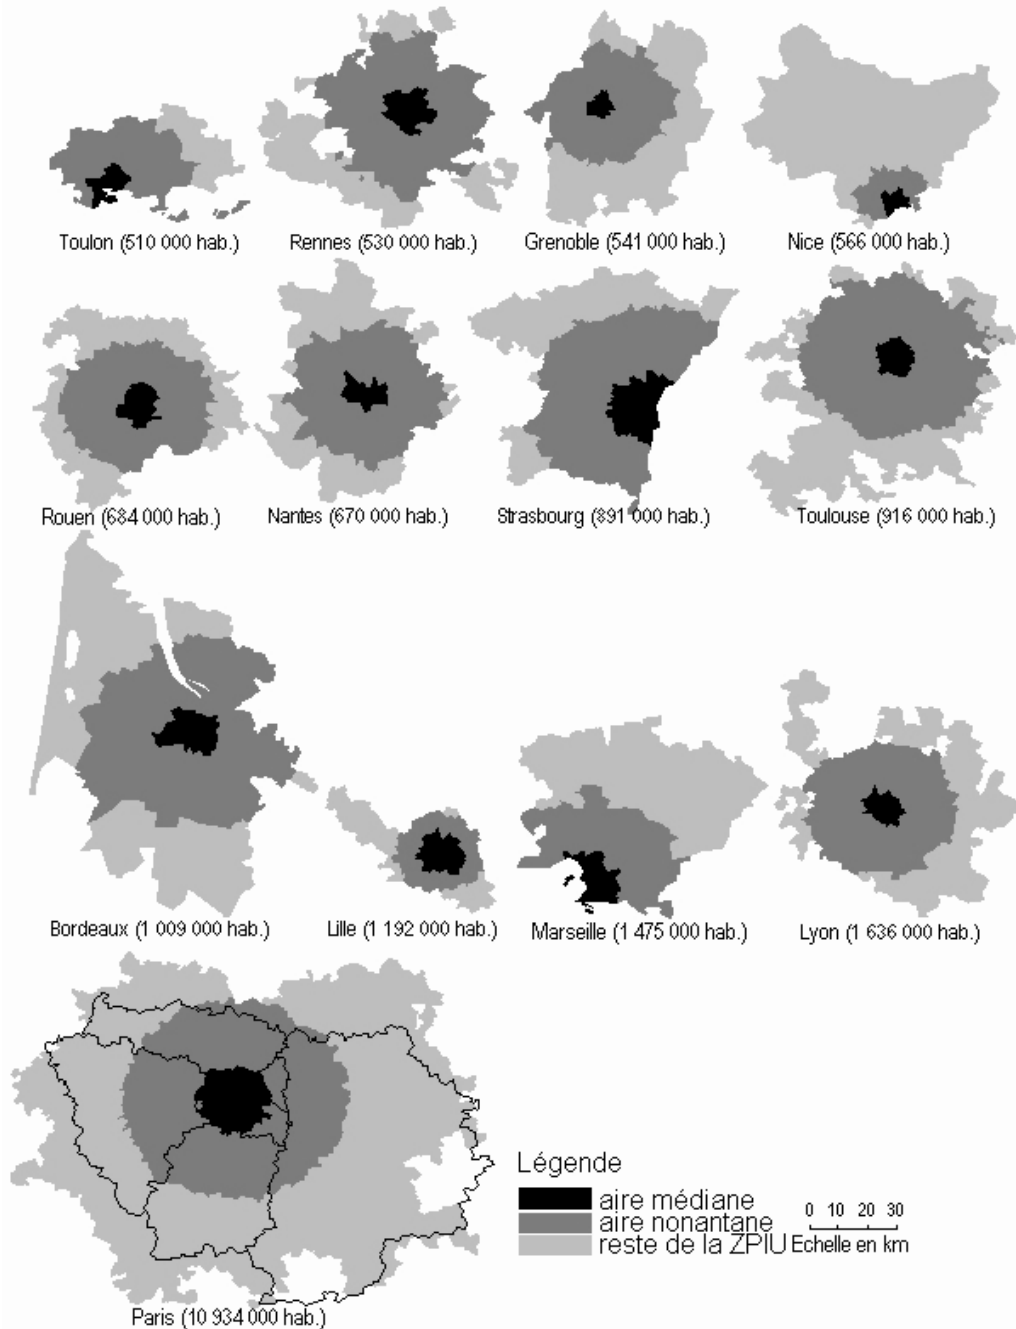 Toulon (510 000 hab.)
Rennes (530 000 hab.)
Grenoble (541 000 hab.)
Nice (566 000 hab.)
Rouen (684 000 hab.)
Nantes (670 000 hab.)
Strasbourg (891 000 hab.)
Toulouse (916 000 hab.)
Bordeaux (1 009 000 hab.)
Lille (1 192 000 hab.)
Marseille (1 475 000 hab.)
Lyon (1 636 000 hab.)
Paris (10 934 000 hab.)
Légende
aire médiane
aire nonantane
reste de la ZPIU
0 10 20 30
Echelle en km